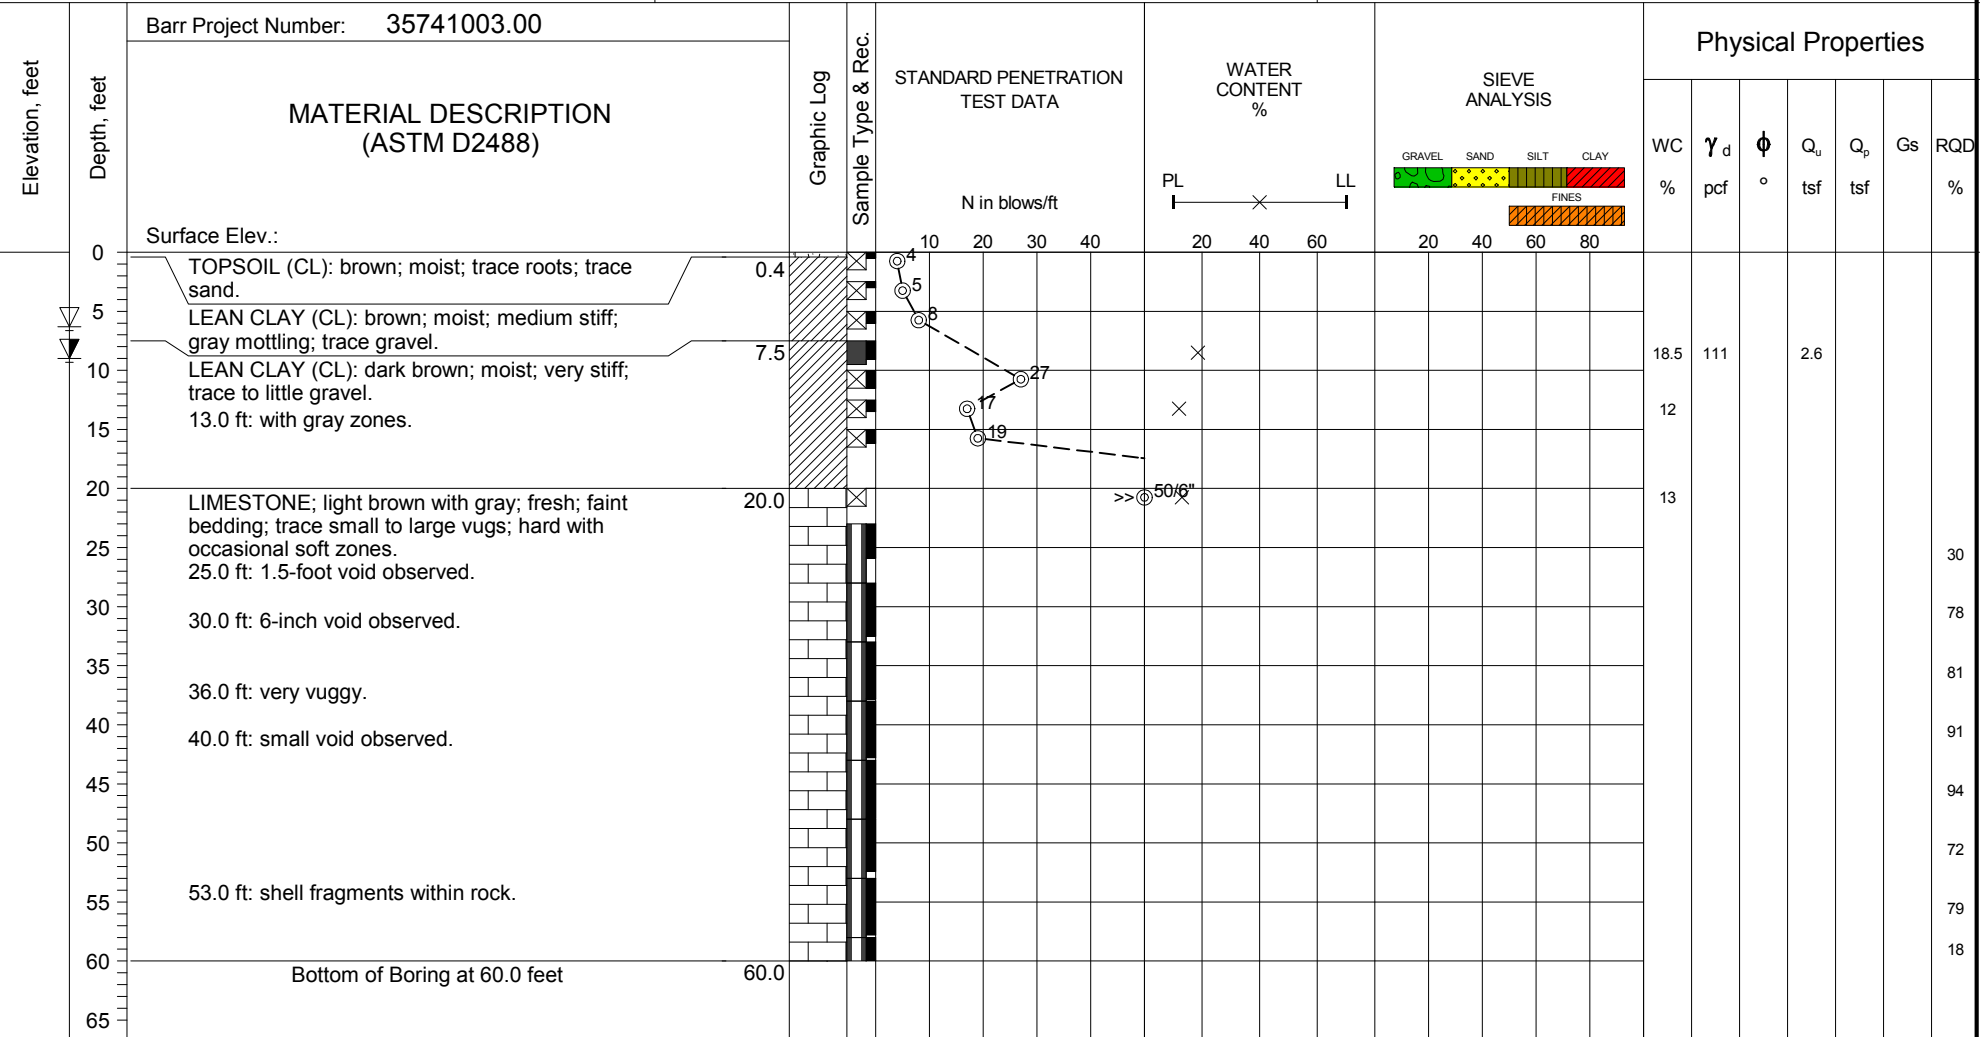 Barr Project Number: 35741003.00
Elevation, feet
Depth, feet
MATERIAL DESCRIPTION
(ASTM D2488)
Surface Elev.:
Graphic Log
Sample Type & Rec.
STANDARD PENETRATION
TEST DATA
N in blows/ft
10 20 30 40
WATER
CONTENT
%
PL LL
20 40 60
SIEVE
ANALYSIS
GRAVEL SAND SILT CLAY
FINES
20 40 60 80
Physical Properties
WC γ d ϕ Qu Qp Gs RQD
% pcf ° tsf tsf %
0
TOPSOIL (CL): brown; moist; trace roots; trace
sand.
0.4
4
5
5
LEAN CLAY (CL): brown; moist; medium stiff;
gray mottling; trace gravel.
8
7.5
18.5 111 2.6
10
LEAN CLAY (CL): dark brown; moist; very stiff;
trace to little gravel.
27
13.0 ft: with gray zones.
17
12
15
19
20
LIMESTONE; light brown with gray; fresh; faint
bedding; trace small to large vugs; hard with
occasional soft zones.
20.0
>> 50/6"
13
25
25.0 ft: 1.5-foot void observed.
30
30
30.0 ft: 6-inch void observed.
78
35
81
36.0 ft: very vuggy.
40
40.0 ft: small void observed.
91
45
94
50
72
53.0 ft: shell fragments within rock.
55
79
18
60
Bottom of Boring at 60.0 feet
60.0
65